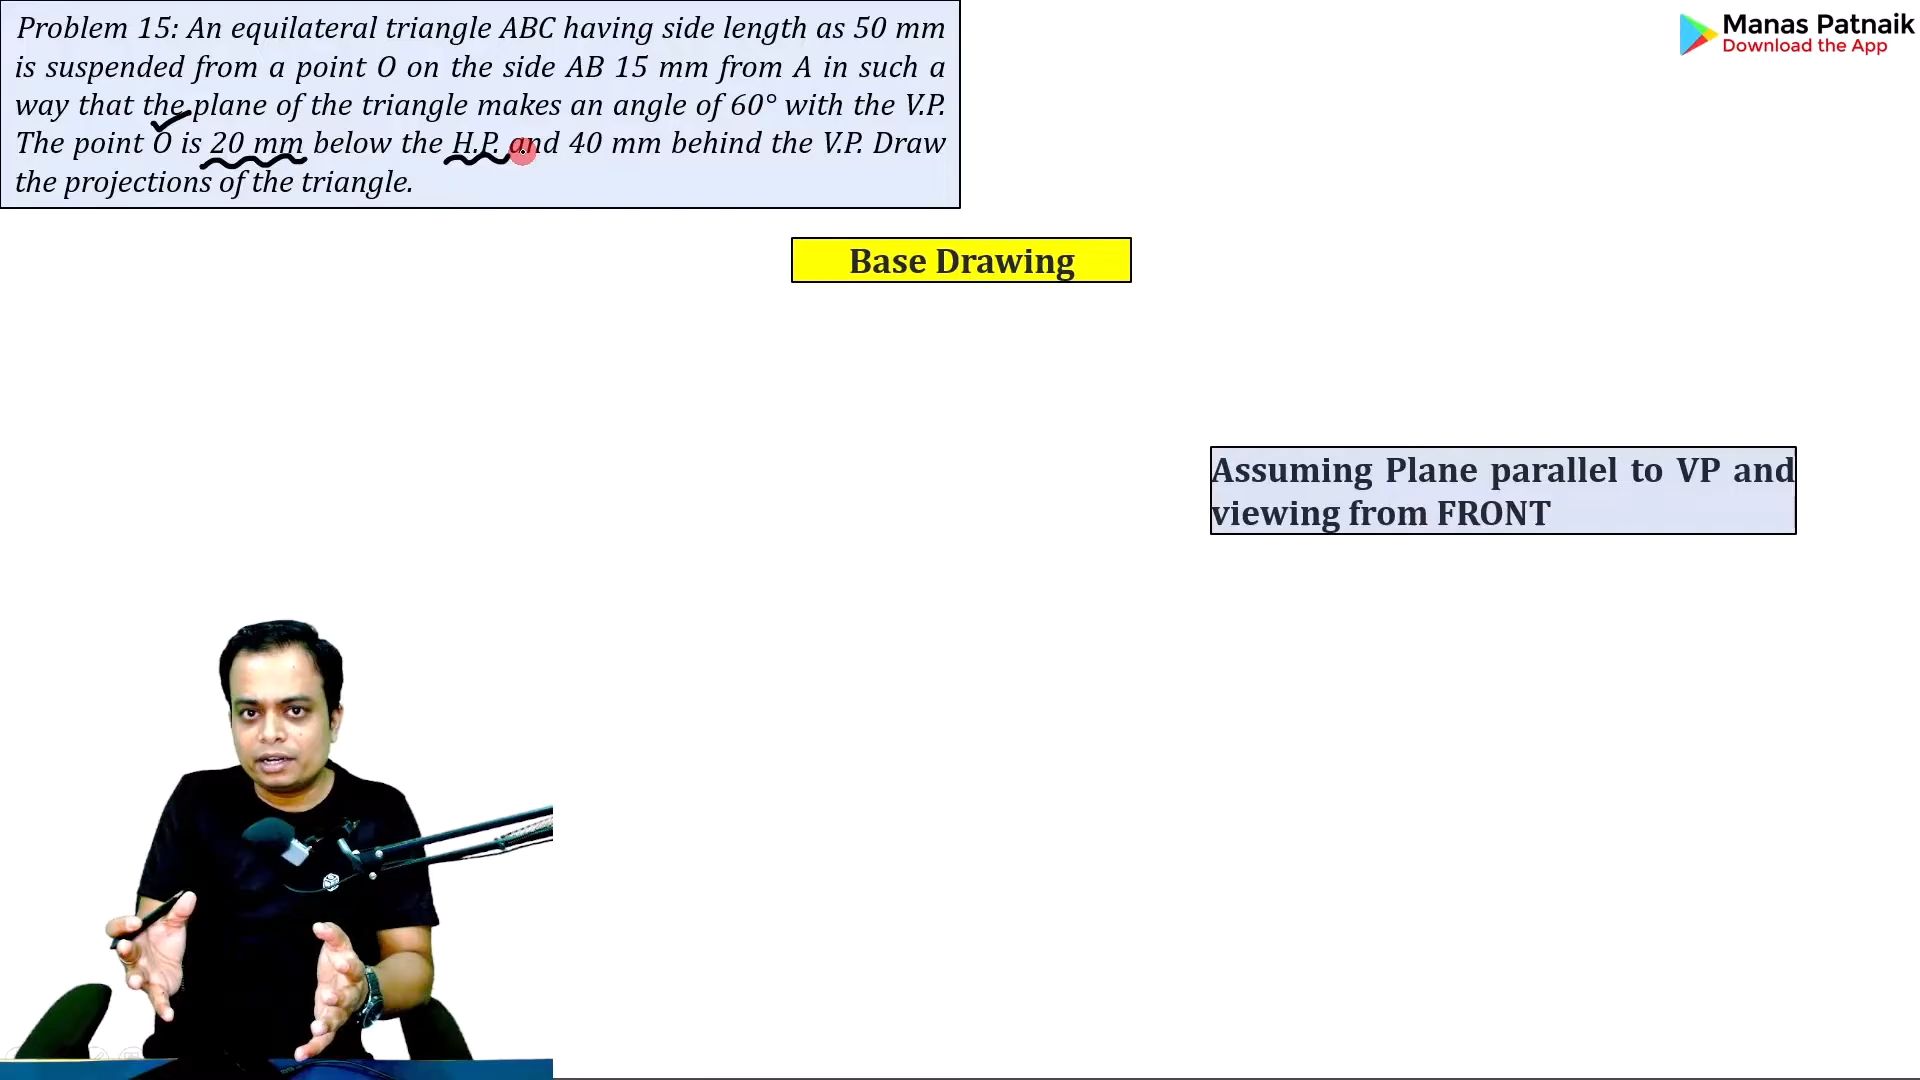 Problem 15: An equilateral triangle ABC having side length as 50 mm
is suspended from a point O on the side AB 15 mm from A in such a
way that the plane of the triangle makes an angle of 60° with the V.P.
The point O is 20 mm below the H.P. and 40 mm behind the V.P. Draw
the projections of the triangle.
Manas Patnaik
Download the App
Base Drawing
Assuming Plane parallel to VP and
viewing from FRONT